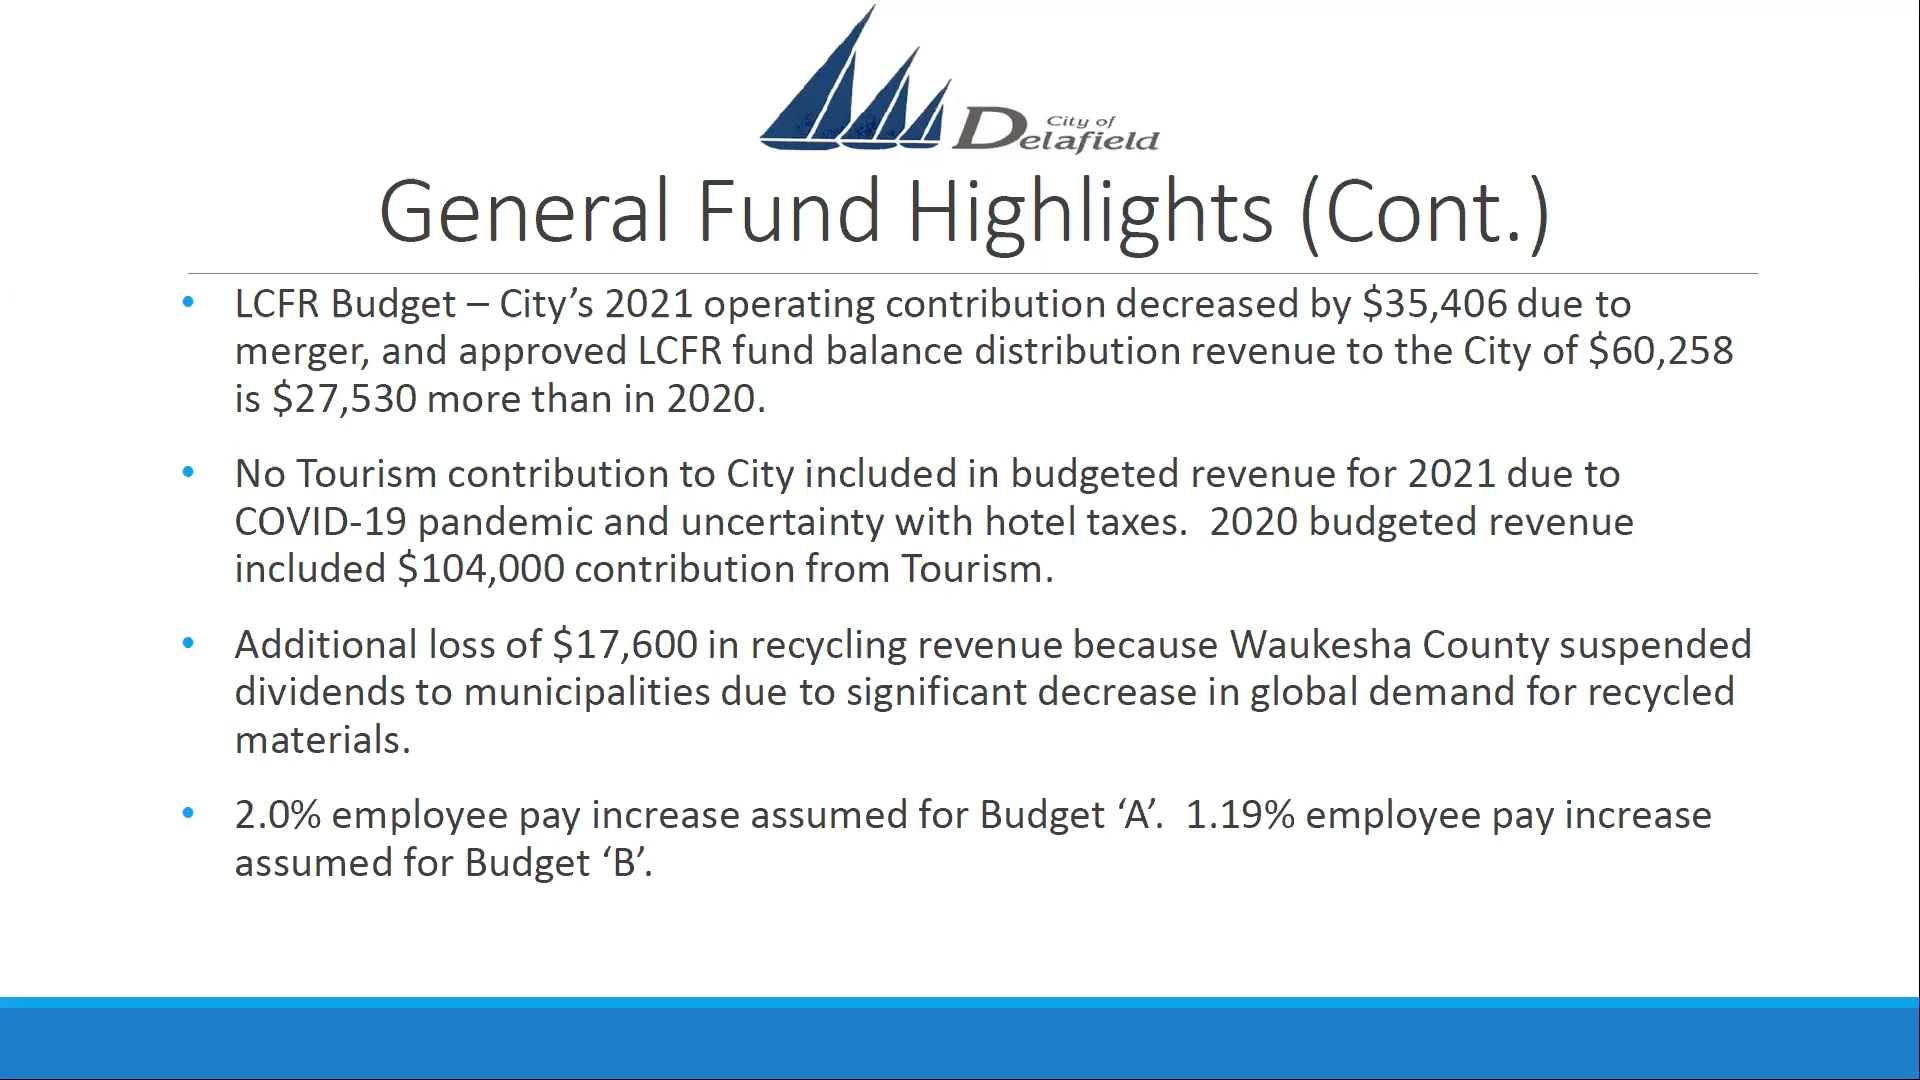 City of
Delafield
General Fund Highlights (Cont.)
• LCFR Budget – City’s 2021 operating contribution decreased by $35,406 due to
merger, and approved LCFR fund balance distribution revenue to the City of $60,258
is $27,530 more than in 2020.
• No Tourism contribution to City included in budgeted revenue for 2021 due to
COVID-19 pandemic and uncertainty with hotel taxes.  2020 budgeted revenue
included $104,000 contribution from Tourism.
• Additional loss of $17,600 in recycling revenue because Waukesha County suspended
dividends to municipalities due to significant decrease in global demand for recycled
materials.
• 2.0% employee pay increase assumed for Budget ‘A’.  1.19% employee pay increase
assumed for Budget ‘B’.